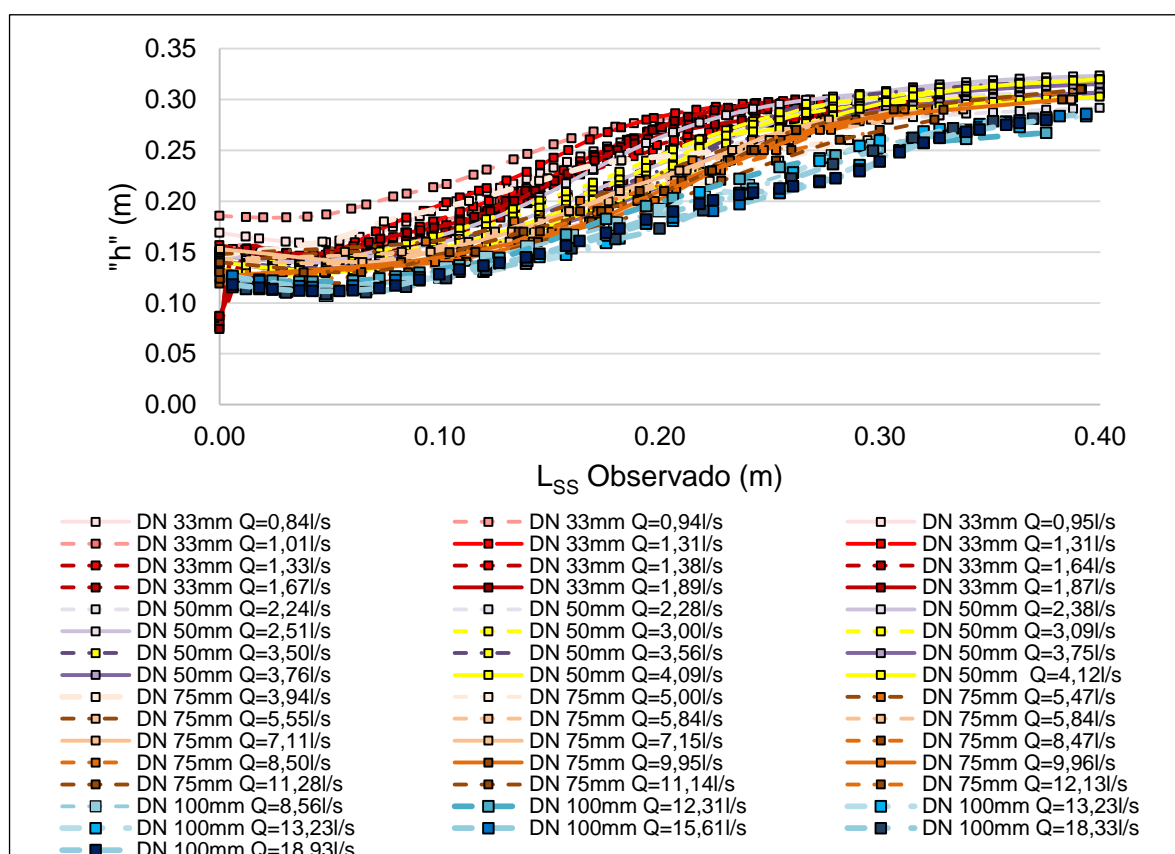 0.35
0.30
0.25
0.20
0.15
0.10
0.05
0.00
"h" (m)
0.00 0.10 0.20 0.30 0.40
LSS Observado (m)
DN 33mm Q=0,84l/s DN 33mm Q=0,94l/s DN 33mm Q=0,95l/s
DN 33mm Q=1,01l/s DN 33mm Q=1,31l/s DN 33mm Q=1,31l/s
DN 33mm Q=1,33l/s DN 33mm Q=1,38l/s DN 33mm Q=1,64l/s
DN 33mm Q=1,67l/s DN 33mm Q=1,89l/s DN 33mm Q=1,87l/s
DN 50mm Q=2,24l/s DN 50mm Q=2,28l/s DN 50mm Q=2,38l/s
DN 50mm Q=2,51l/s DN 50mm Q=3,00l/s DN 50mm Q=3,09l/s
DN 50mm Q=3,50l/s DN 50mm Q=3,56l/s DN 50mm Q=3,75l/s
DN 50mm Q=3,76l/s DN 50mm Q=4,09l/s DN 50mm Q=4,12l/s
DN 75mm Q=3,94l/s DN 75mm Q=5,00l/s DN 75mm Q=5,47l/s
DN 75mm Q=5,55l/s DN 75mm Q=5,84l/s DN 75mm Q=5,84l/s
DN 75mm Q=7,11l/s DN 75mm Q=7,15l/s DN 75mm Q=8,47l/s
DN 75mm Q=8,50l/s DN 75mm Q=9,95l/s DN 75mm Q=9,96l/s
DN 75mm Q=11,28l/s DN 75mm Q=11,14l/s DN 75mm Q=12,13l/s
DN 100mm Q=8,56l/s DN 100mm Q=12,31l/s DN 100mm Q=13,23l/s
DN 100mm Q=13,23l/s DN 100mm Q=15,61l/s DN 100mm Q=18,33l/s
DN 100mm Q=18,93l/s